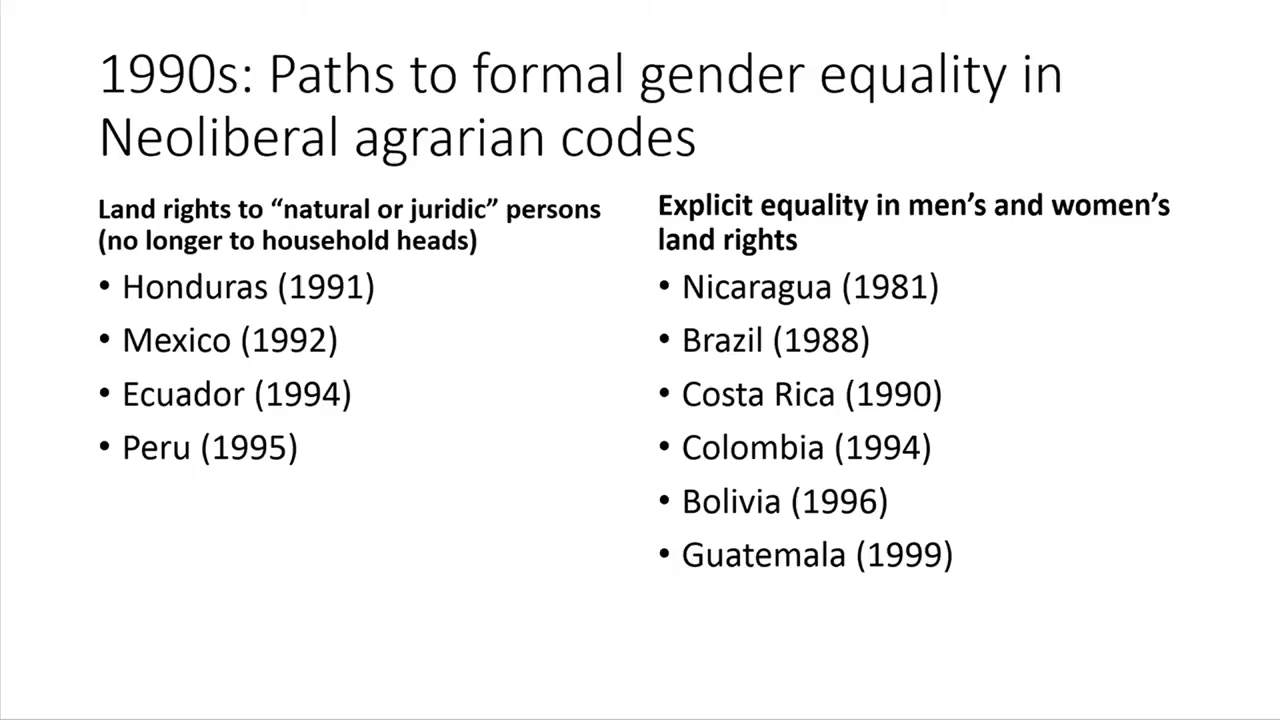 1990s: Paths to formal gender equality in
Neoliberal agrarian codes
Land rights to “natural or juridic” persons
(no longer to household heads)
• Honduras (1991)
• Mexico (1992)
• Ecuador (1994)
• Peru (1995)
Explicit equality in men’s and women’s
land rights
• Nicaragua (1981)
• Brazil (1988)
• Costa Rica (1990)
• Colombia (1994)
• Bolivia (1996)
• Guatemala (1999)